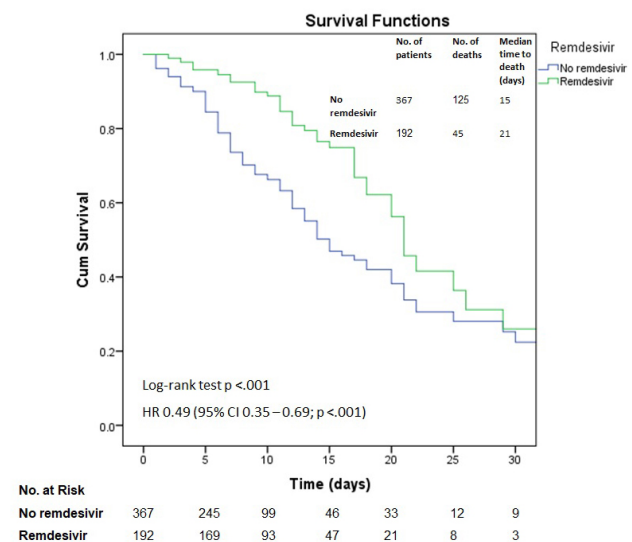 Survival Functions
No. of patients No. of deaths Median time to death (days)
No remdesivir 367 125 15
Remdesivir 192 45 21
Remdesivir
No remdesivir
Remdesivir
Cum Survival
1.0
0.8
0.6
0.4
0.2
0.0
Log-rank test p <.001
HR 0.49 (95% CI 0.35 – 0.69; p <.001)
0 5 10 15 20 25 30
Time (days)
No. at Risk
No remdesivir 367 245 99 46 33 12 9
Remdesivir 192 169 93 47 21 8 3